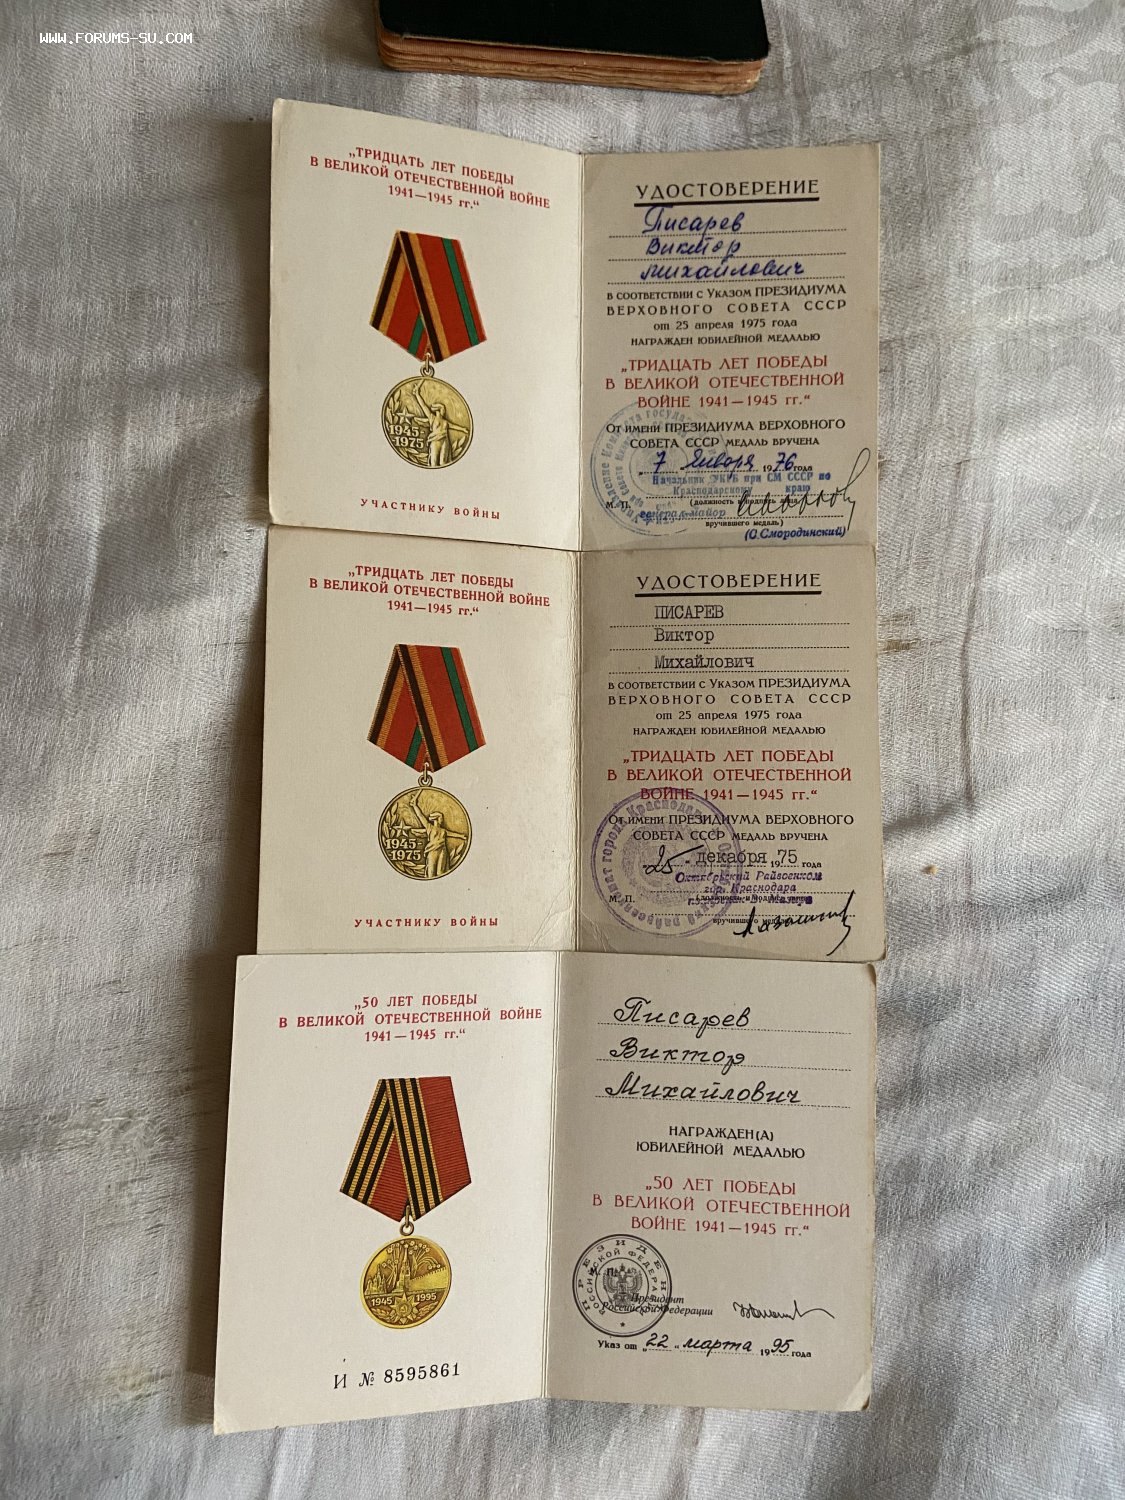 WWW.FORUMS-SU.COM
„ТРИДЦАТЬ ЛЕТ ПОБЕДЫ
В ВЕЛИКОЙ ОТЕЧЕСТВЕННОЙ ВОЙНЕ
1941—1945 гг.“
1945-
1975
УЧАСТНИКУ ВОЙНЫ
УДОСТОВЕРЕНИЕ
Писарев
Виктор
Михайлович
В СООТВЕТСТВИИ С УКАЗОМ ПРЕЗИДИУМА
ВЕРХОВНОГО СОВЕТА СССР
от 25 апреля 1975 года
НАГРАЖДЕН ЮБИЛЕЙНОЙ МЕДАЛЬЮ
„ТРИДЦАТЬ ЛЕТ ПОБЕДЫ
В ВЕЛИКОЙ ОТЕЧЕСТВЕННОЙ
ВОЙНЕ 1941—1945 гг.“
ОТ ИМЕНИ ПРЕЗИДИУМА ВЕРХОВНОГО
СОВЕТА СССР МЕДАЛЬ ВРУЧЕНА
„7 января 1976 года
Начальник УКГБ при СМ СССР по
Краснодарскому краю
М. П.
генерал-майор
вручившего медаль)
(С.Смородинский)
„ТРИДЦАТЬ ЛЕТ ПОБЕДЫ
В ВЕЛИКОЙ ОТЕЧЕСТВЕННОЙ ВОЙНЕ
1941—1945 гг.“
1945-
1975
УЧАСТНИКУ ВОЙНЫ
УДОСТОВЕРЕНИЕ
ПИСАРЕВ
Виктор
Михайлович
В СООТВЕТСТВИИ С УКАЗОМ ПРЕЗИДИУМА
ВЕРХОВНОГО СОВЕТА СССР
от 25 апреля 1975 года
НАГРАЖДЕН ЮБИЛЕЙНОЙ МЕДАЛЬЮ
„ТРИДЦАТЬ ЛЕТ ПОБЕДЫ
В ВЕЛИКОЙ ОТЕЧЕСТВЕННОЙ
ВОЙНЕ 1941—1945 гг.“
ОТ ИМЕНИ ПРЕЗИДИУМА ВЕРХОВНОГО
СОВЕТА СССР МЕДАЛЬ ВРУЧЕНА
„25 декабря 1975 года
Октябрьский Райвоенком
гор. Краснодара
М. П.
„50 ЛЕТ ПОБЕДЫ
В ВЕЛИКОЙ ОТЕЧЕСТВЕННОЙ ВОЙНЕ
1941—1945 гг.“
1945 1995
И № 8595861
Писарев
Виктор
Михайлович
НАГРАЖДЕН(А)
ЮБИЛЕЙНОЙ МЕДАЛЬЮ
„50 ЛЕТ ПОБЕДЫ
В ВЕЛИКОЙ ОТЕЧЕСТВЕННОЙ
ВОЙНЕ 1941—1945 гг.“
М. П.
Президент
Российской Федерации
Указ от „22“ марта 1995 года